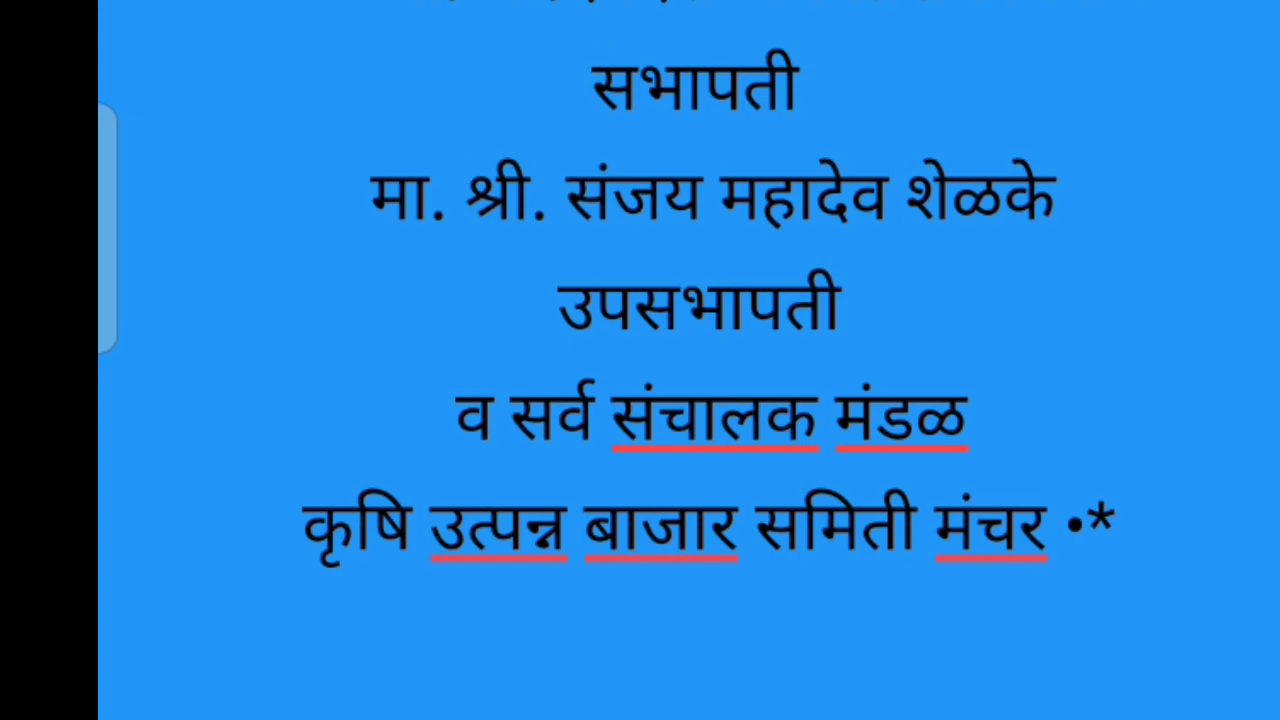 सभापती
मा. श्री. संजय महादेव शेळके
उपसभापती
व सर्व संचालक मंडळ
कृषि उत्पन्न बाजार समिती मंचर •*